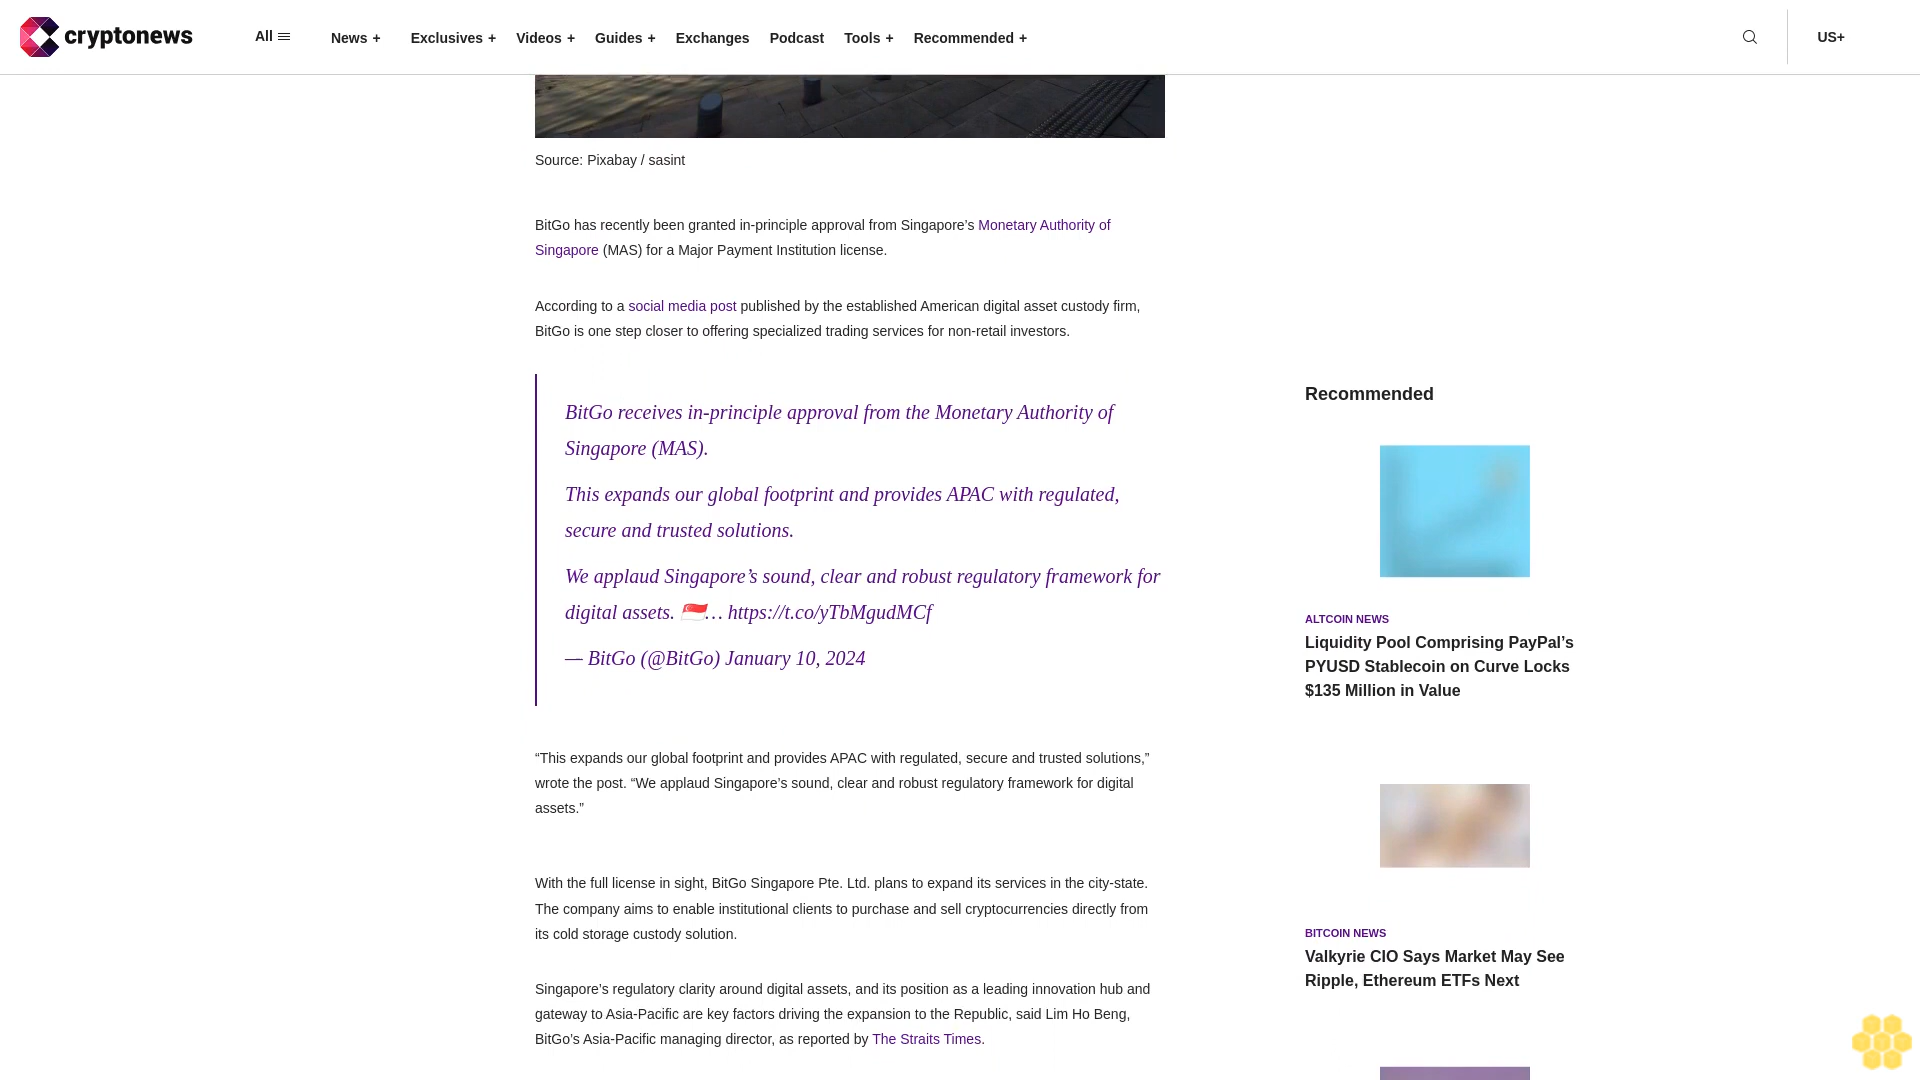 cryptonews
All
News +
Exclusives +
Videos +
Guides +
Exchanges
Podcast
Tools +
Recommended +
US+
Source: Pixabay / sasint
BitGo has recently been granted in-principle approval from Singapore’s Monetary Authority of
Singapore (MAS) for a Major Payment Institution license.
According to a social media post published by the established American digital asset custody firm,
BitGo is one step closer to offering specialized trading services for non-retail investors.
BitGo receives in-principle approval from the Monetary Authority of
Singapore (MAS).
This expands our global footprint and provides APAC with regulated,
secure and trusted solutions.
We applaud Singapore’s sound, clear and robust regulatory framework for
digital assets. 🇸🇬… https://t.co/yTbMgudMCf
— BitGo (@BitGo) January 10, 2024
“This expands our global footprint and provides APAC with regulated, secure and trusted solutions,”
wrote the post. “We applaud Singapore’s sound, clear and robust regulatory framework for digital
assets.”
With the full license in sight, BitGo Singapore Pte. Ltd. plans to expand its services in the city-state.
The company aims to enable institutional clients to purchase and sell cryptocurrencies directly from
its cold storage custody solution.
Singapore’s regulatory clarity around digital assets, and its position as a leading innovation hub and
gateway to Asia-Pacific are key factors driving the expansion to the Republic, said Lim Ho Beng,
BitGo’s Asia-Pacific managing director, as reported by The Straits Times.
Recommended
ALTCOIN NEWS
Liquidity Pool Comprising PayPal’s
PYUSD Stablecoin on Curve Locks
$135 Million in Value
BITCOIN NEWS
Valkyrie CIO Says Market May See
Ripple, Ethereum ETFs Next